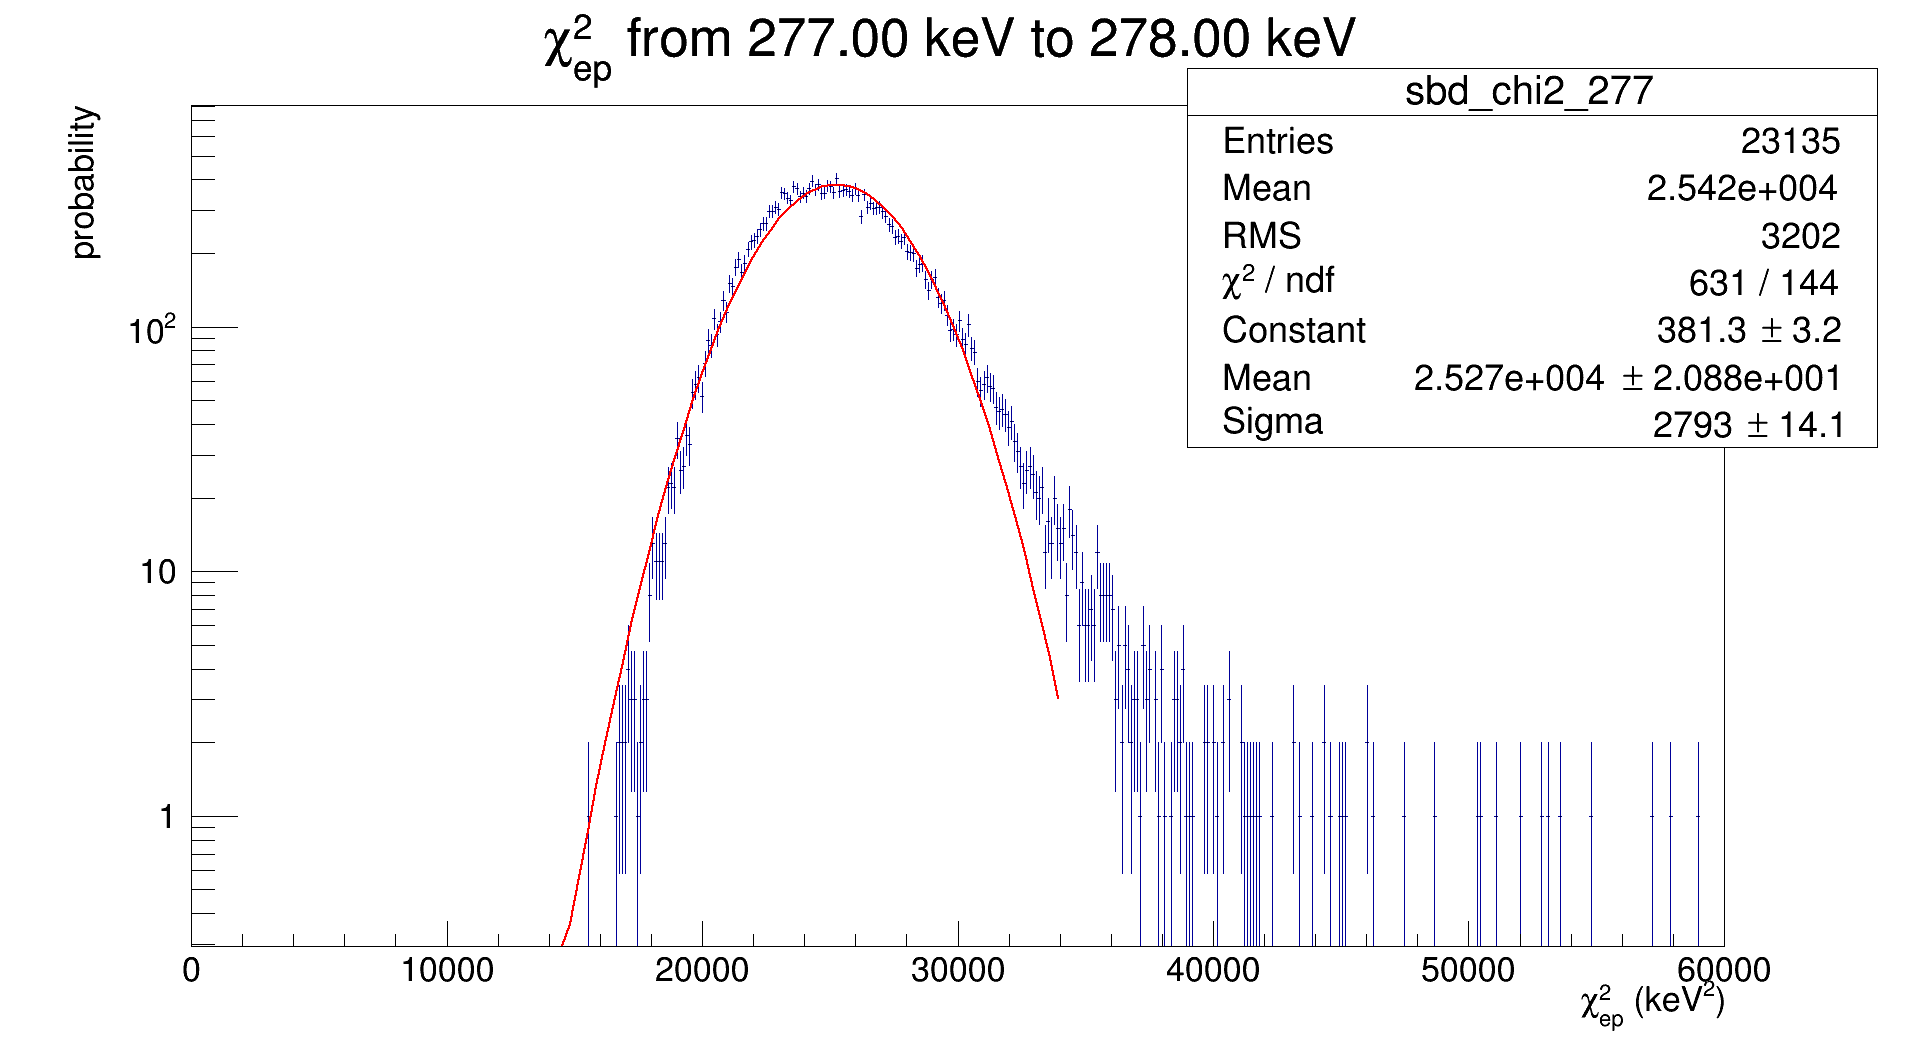 χ²ep from 277.00 keV to 278.00 keV
probability
sbd_chi2_277
Entries 23135
Mean 2.542e+004
RMS 3202
χ² / ndf 631 / 144
Constant 381.3 ± 3.2
Mean 2.527e+004 ± 2.088e+001
Sigma 2793 ± 14.1
10²
10
1
0 10000 20000 30000 40000 50000 60000
χ²ep (keV²)